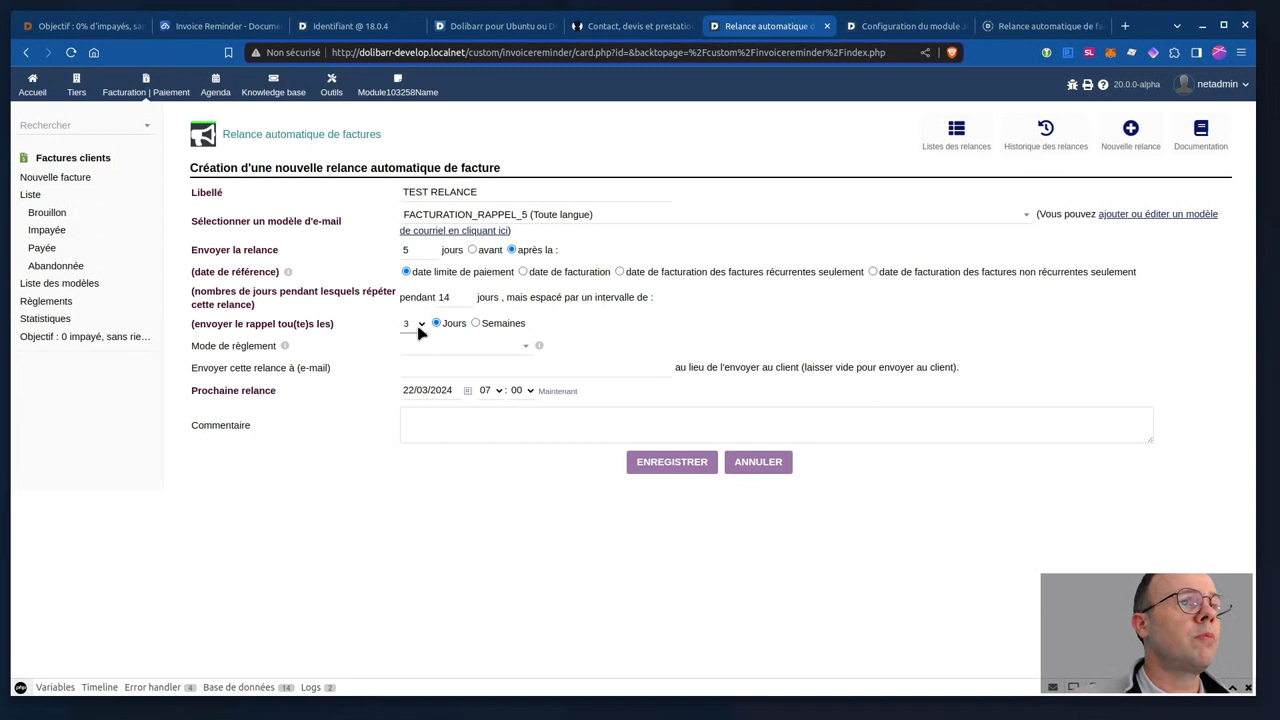 Objectif : 0% d'impayés, sa
Invoice Reminder - Documen
Identifiant @ 18.0.4
Dolibarr pour Ubuntu ou D
Contact, devis et prestatio
Relance automatique d
Configuration du module
Relance automatique de fa
Non sécurisé http://dolibarr-develop.localnet/custom/invoicereminder/card.php?id=&backtopage=%2Fcustom%2Finvoicereminder%2Findex.php
Accueil Tiers Facturation | Paiement Agenda Knowledge base Outils Module103258Name 20.0.0-alpha netadmin
Rechercher
Factures clients
Nouvelle facture
Liste
Brouillon
Impayée
Payée
Abandonnée
Liste des modèles
Règlements
Statistiques
Objectif : 0 impayé, sans rie…
Relance automatique de factures
Listes des relances Historique des relances Nouvelle relance Documentation
Création d'une nouvelle relance automatique de facture
Libellé TEST RELANCE
Sélectionner un modèle d'e-mail FACTURATION_RAPPEL_5 (Toute langue) (Vous pouvez ajouter ou éditer un modèle
de courriel en cliquant ici)
Envoyer la relance 5 jours avant après la :
(date de référence) date limite de paiement date de facturation date de facturation des factures récurrentes seulement date de facturation des factures non récurrentes seulement
(nombres de jours pendant lesquels répéter
cette relance) pendant 14 jours , mais espacé par un intervalle de :
(envoyer le rappel tou(te)s les) 3 Jours Semaines
Mode de règlement
Envoyer cette relance à (e-mail) au lieu de l'envoyer au client (laisser vide pour envoyer au client).
Prochaine relance 22/03/2024 07 : 00 Maintenant
Commentaire
ENREGISTRER ANNULER
php Variables Timeline Error handler 4 Base de données 14 Logs 2